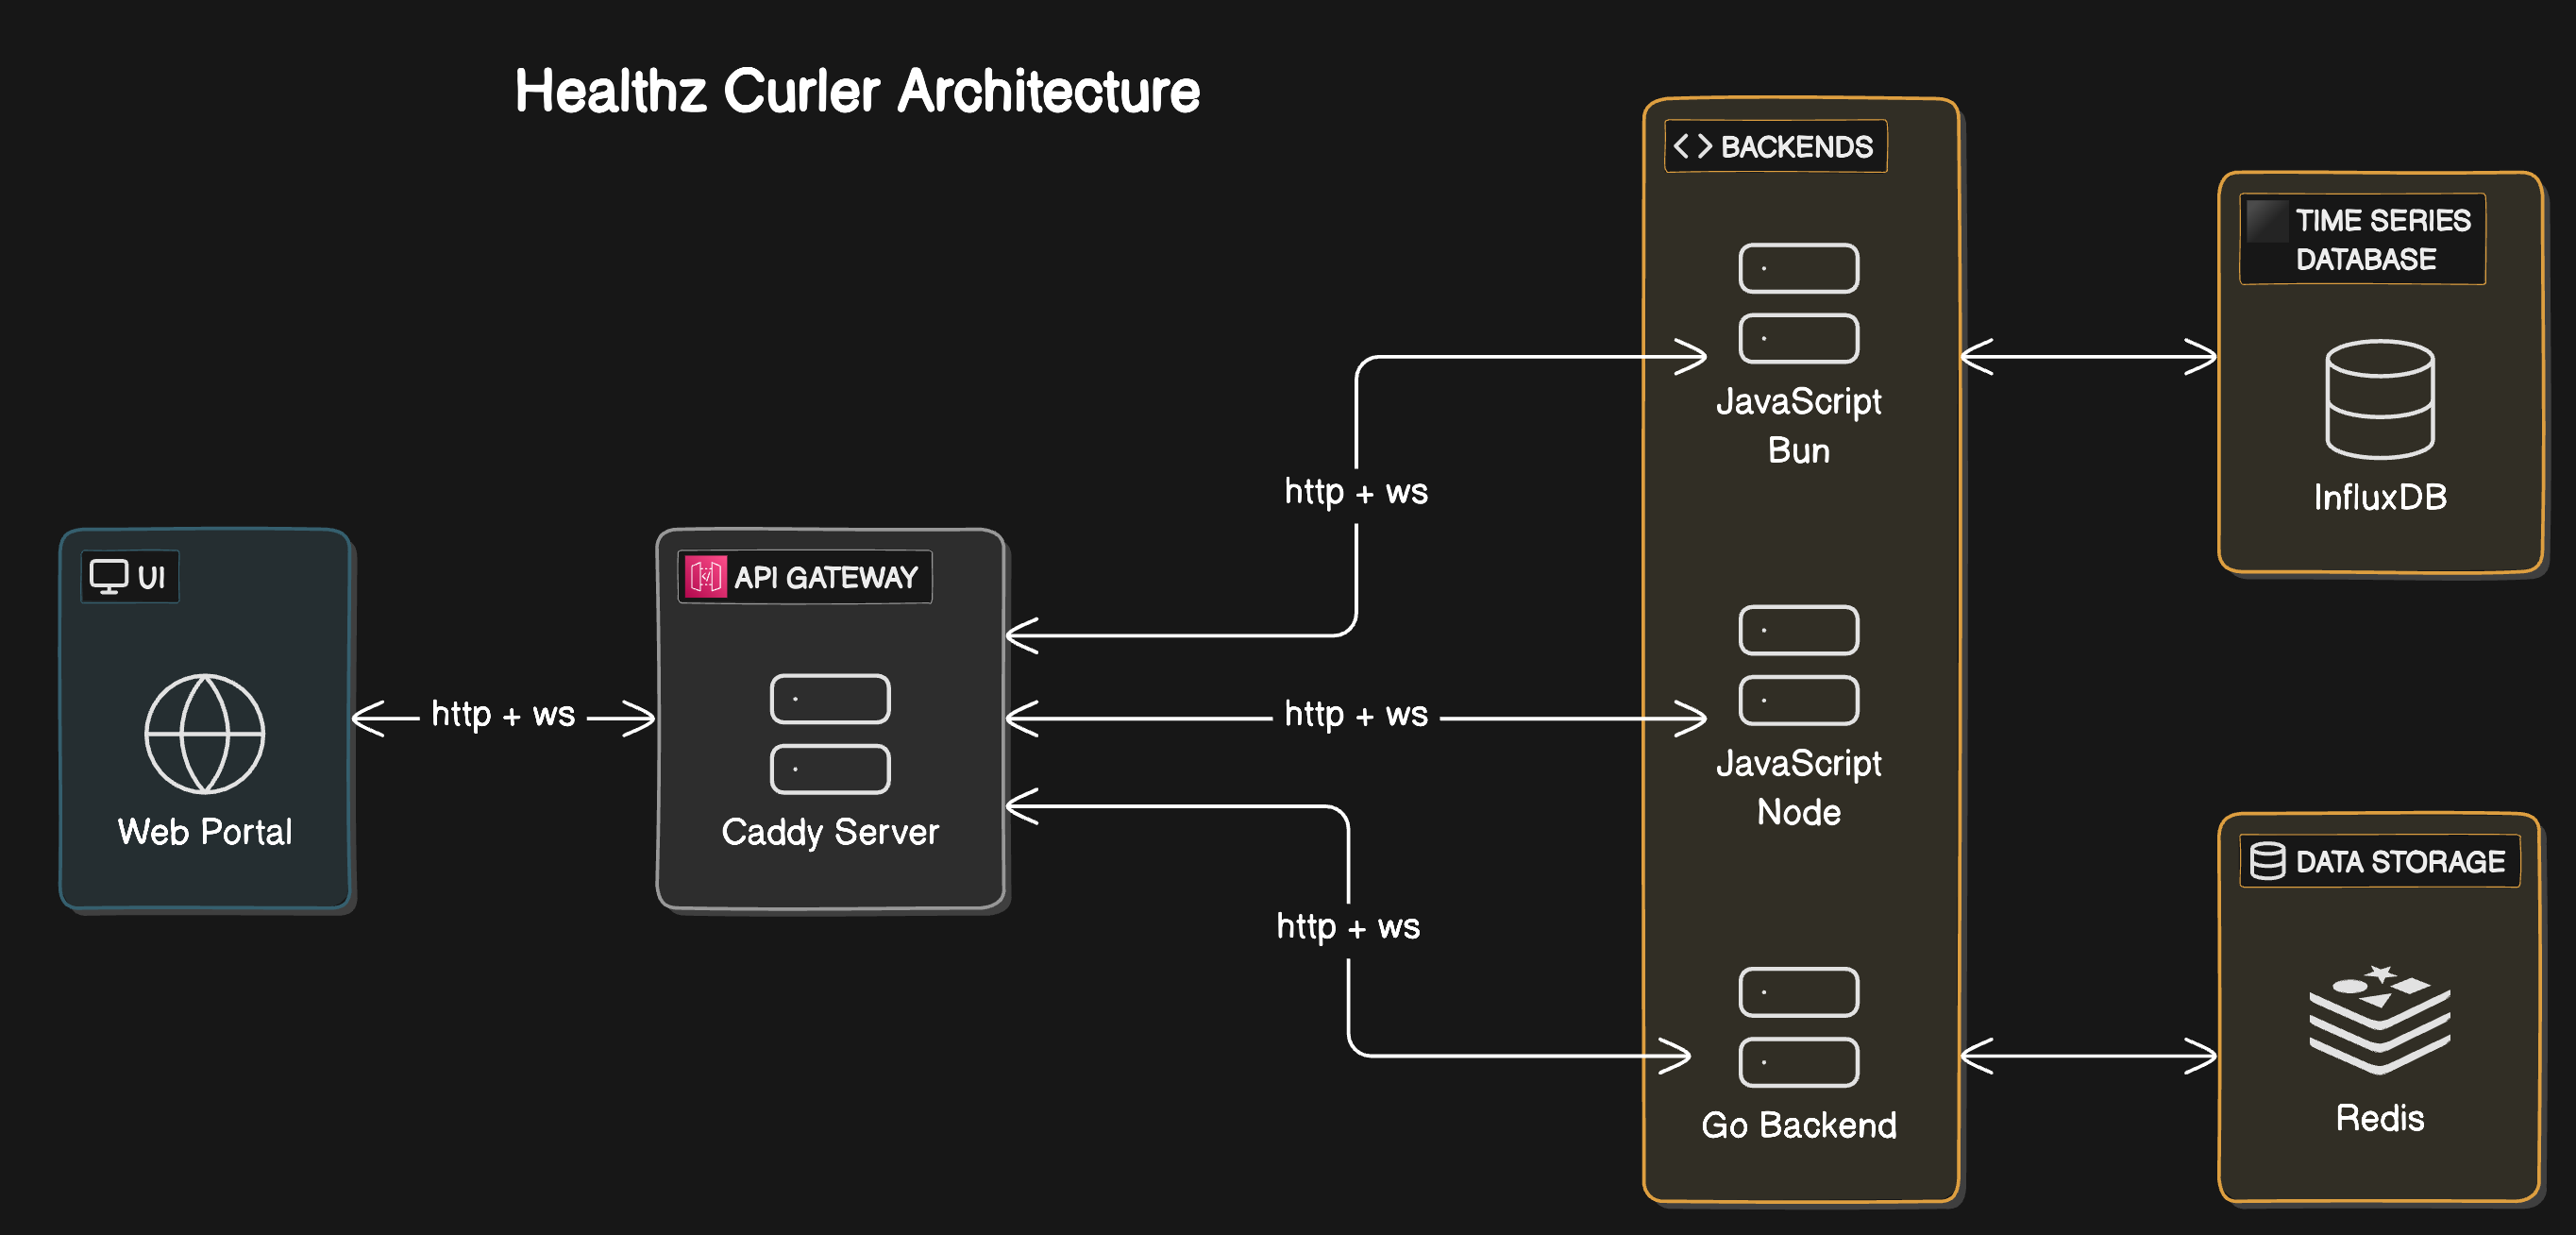 Healthz Curler Architecture
UI
Web Portal
http + ws
API GATEWAY
Caddy Server
http + ws
http + ws
http + ws
BACKENDS
JavaScript
Bun
JavaScript
Node
Go Backend
TIME SERIES
DATABASE
InfluxDB
DATA STORAGE
Redis